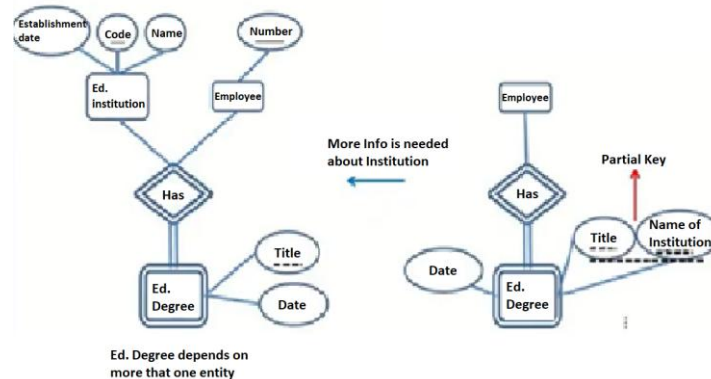 Establishment
date
Code
Name
Number
Ed.
institution
Employee
Has
Title
Ed.
Degree
Date
Ed. Degree depends on
more that one entity
More Info is needed
about Institution
Employee
Partial Key
Has
Title
Name of
Institution
Date
Ed.
Degree